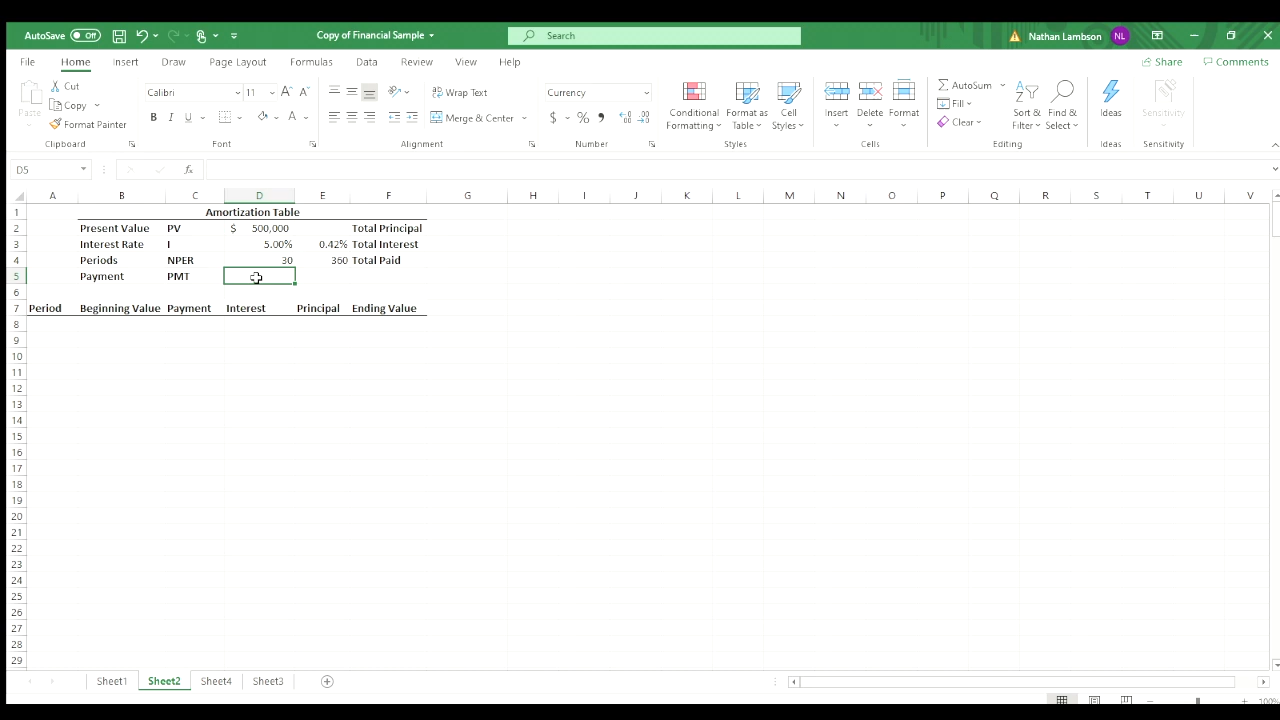 AutoSave Off Copy of Financial Sample Search Nathan Lambson NL
File Home Insert Draw Page Layout Formulas Data Review View Help Share Comments
Paste Cut Copy Format Painter Clipboard
Calibri 11 A A B I U A Font
Wrap Text Merge & Center Alignment
Currency $ % , Number
Conditional Formatting Format as Table Cell Styles Styles
Insert Delete Format Cells
AutoSum Fill Clear Sort & Filter Find & Select Editing
Ideas Ideas
Sensitivity Sensitivity
D5 fx
A B C D E F G H I J K L M N O P Q R S T U V
1 Amortization Table
2 Present Value PV $ 500,000 Total Principal
3 Interest Rate I 5.00% 0.42% Total Interest
4 Periods NPER 30 360 Total Paid
5 Payment PMT
6
7 Period Beginning Value Payment Interest Principal Ending Value
8
9
10
11
12
13
14
15
16
17
18
19
20
21
22
23
24
25
26
27
28
29
Sheet1 Sheet2 Sheet4 Sheet3
100%